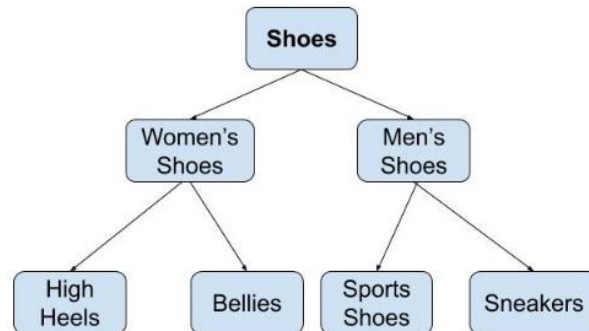 Shoes
Women's
Shoes
Men's
Shoes
High
Heels
Bellies
Sports
Shoes
Sneakers